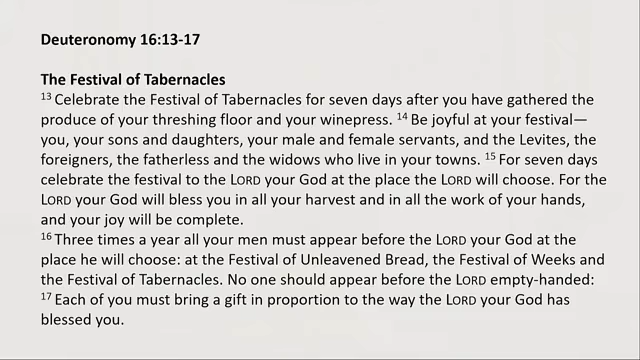 Deuteronomy 16:13-17
The Festival of Tabernacles
13 Celebrate the Festival of Tabernacles for seven days after you have gathered the
produce of your threshing floor and your winepress. 14 Be joyful at your festival—
you, your sons and daughters, your male and female servants, and the Levites, the
foreigners, the fatherless and the widows who live in your towns. 15 For seven days
celebrate the festival to the LORD your God at the place the LORD will choose. For the
LORD your God will bless you in all your harvest and in all the work of your hands,
and your joy will be complete.
16 Three times a year all your men must appear before the LORD your God at the
place he will choose: at the Festival of Unleavened Bread, the Festival of Weeks and
the Festival of Tabernacles. No one should appear before the LORD empty-handed:
17 Each of you must bring a gift in proportion to the way the LORD your God has
blessed you.